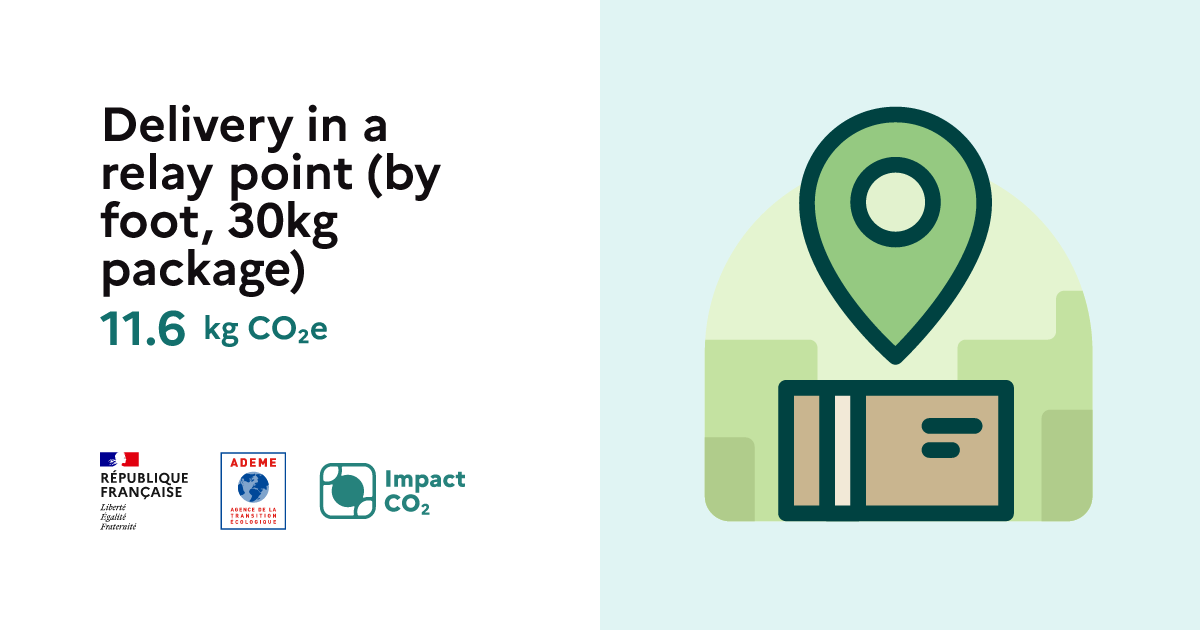 Delivery in a
relay point (by
foot, 30kg
package)
11.6 kg CO₂e
RÉPUBLIQUE
FRANÇAISE
Liberté
Égalité
Fraternité
ADEME
AGENCE DE LA
TRANSITION
ÉCOLOGIQUE
Impact
CO₂